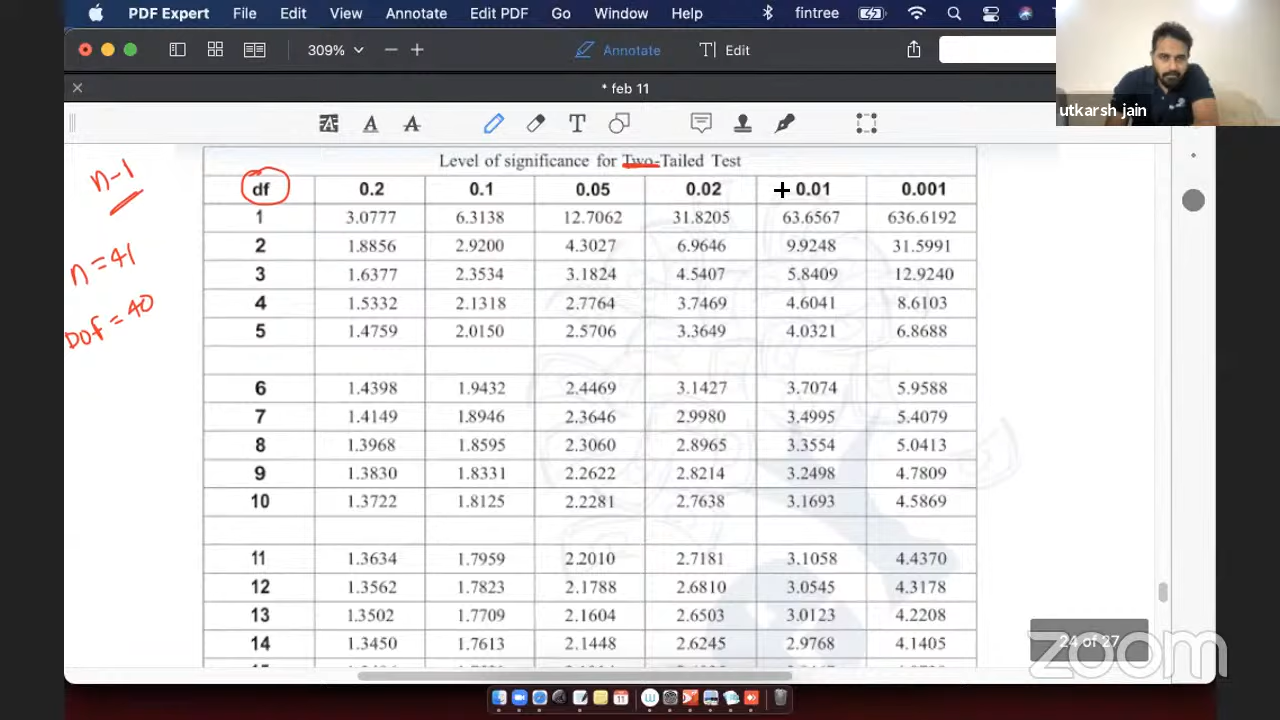 PDF Expert File Edit View Annotate Edit PDF Go Window Help fintree
309% Annotate T| Edit
* feb 11
utkarsh jain
n-1
n=41
Dof=40
Level of significance for Two-Tailed Test
df 0.2 0.1 0.05 0.02 0.01 0.001
1 3.0777 6.3138 12.7062 31.8205 63.6567 636.6192
2 1.8856 2.9200 4.3027 6.9646 9.9248 31.5991
3 1.6377 2.3534 3.1824 4.5407 5.8409 12.9240
4 1.5332 2.1318 2.7764 3.7469 4.6041 8.6103
5 1.4759 2.0150 2.5706 3.3649 4.0321 6.8688
6 1.4398 1.9432 2.4469 3.1427 3.7074 5.9588
7 1.4149 1.8946 2.3646 2.9980 3.4995 5.4079
8 1.3968 1.8595 2.3060 2.8965 3.3554 5.0413
9 1.3830 1.8331 2.2622 2.8214 3.2498 4.7809
10 1.3722 1.8125 2.2281 2.7638 3.1693 4.5869
11 1.3634 1.7959 2.2010 2.7181 3.1058 4.4370
12 1.3562 1.7823 2.1788 2.6810 3.0545 4.3178
13 1.3502 1.7709 2.1604 2.6503 3.0123 4.2208
14 1.3450 1.7613 2.1448 2.6245 2.9768 4.1405
24 of 27
zoom